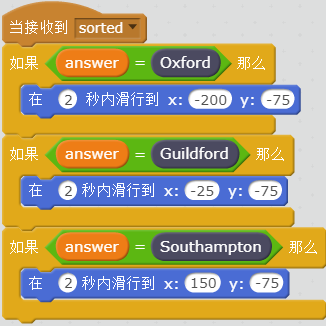 当接收到 sorted
如果 answer = Oxford 那么
在 2 秒内滑行到 x: -200 y: -75
如果 answer = Guildford 那么
在 2 秒内滑行到 x: -25 y: -75
如果 answer = Southampton 那么
在 2 秒内滑行到 x: 150 y: -75